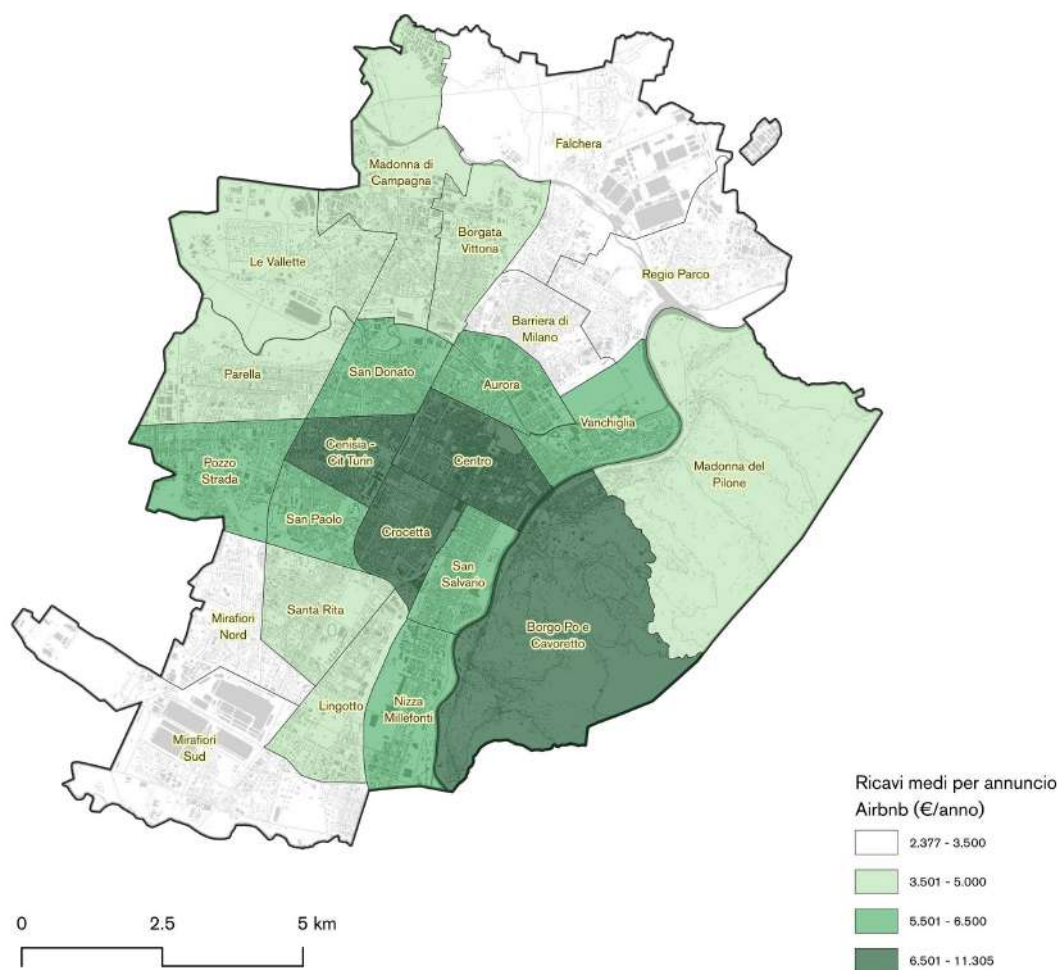 Falchera
Madonna di
Campagna
Borgata
Vittoria
Le Vallette
Regio Parco
Barriera di
Milano
Parella
San Donato
Aurora
Vanchiglia
Cenisia -
Cit Turin
Centro
Pozzo
Strada
Madonna del
Pilone
San Paolo
Crocetta
San
Salvario
Santa Rita
Mirafiori
Nord
Borgo Po e
Cavoretto
Lingotto
Nizza
Millefonti
Mirafiori
Sud
Ricavi medi per annuncio
Airbnb (€/anno)
2.377 - 3.500
3.501 - 5.000
5.501 - 6.500
6.501 - 11.305
0 2.5 5 km